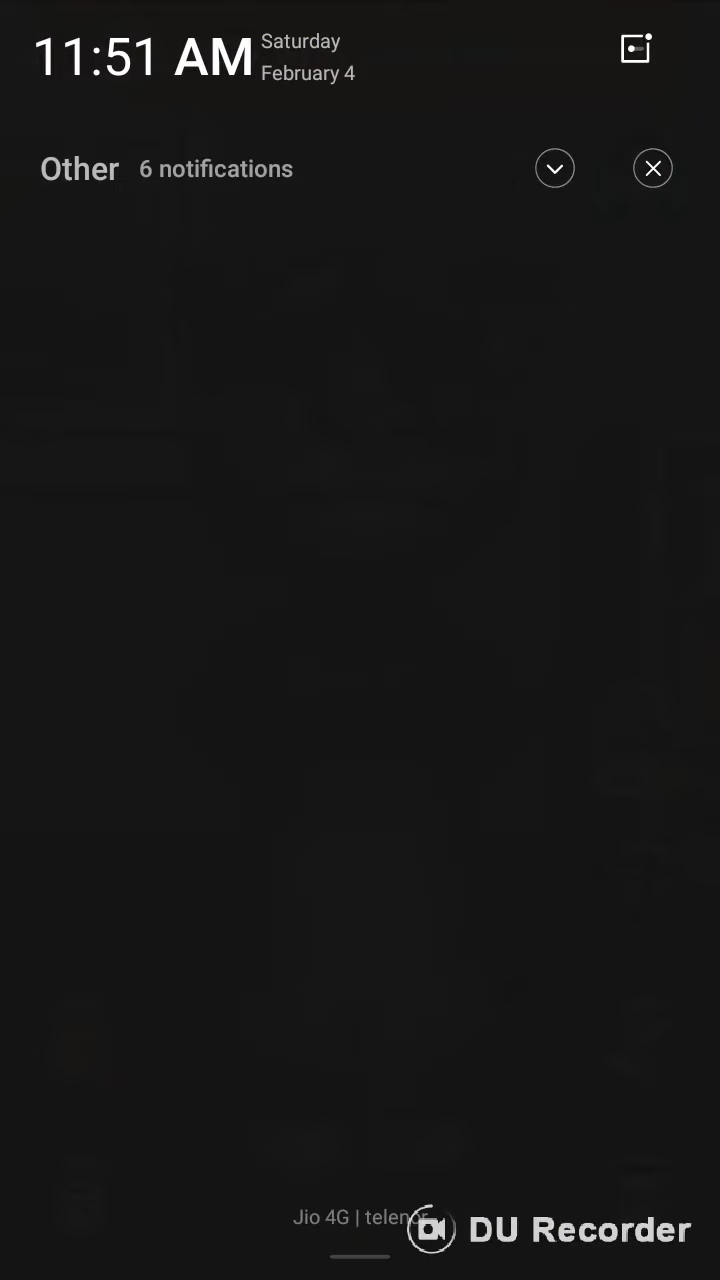 11:51 AM
Saturday
February 4
Other 6 notifications
Jio 4G | telenor
DU Recorder